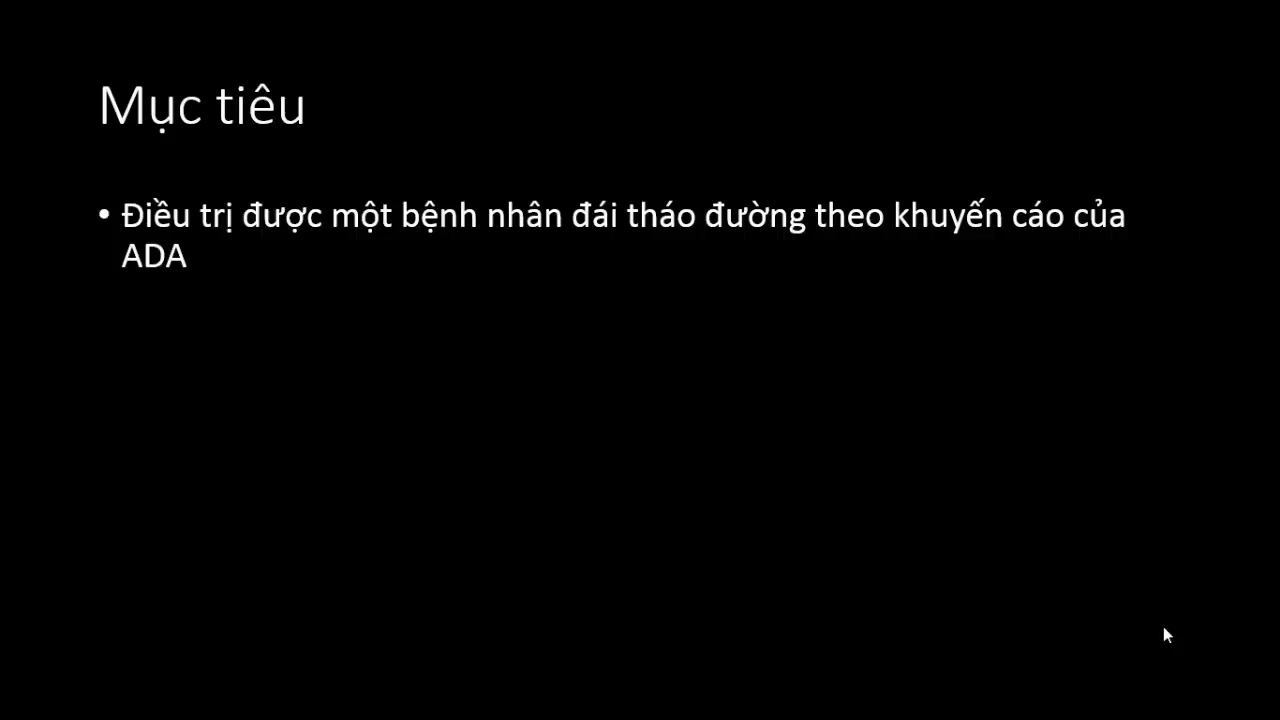 Mục tiêu
• Điều trị được một bệnh nhân đái tháo đường theo khuyến cáo của
ADA